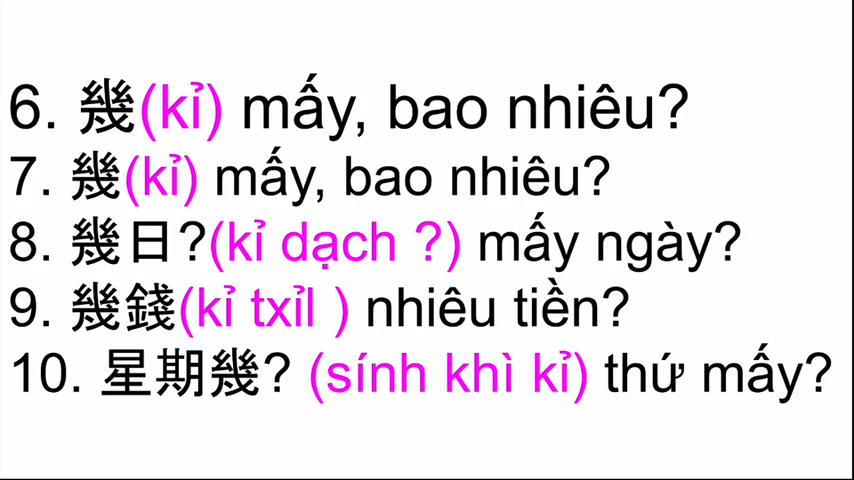 6. 幾(kỉ) mấy, bao nhiêu?
7. 幾(kỉ) mấy, bao nhiêu?
8. 幾日?(kỉ dạch ?) mấy ngày?
9. 幾錢(kỉ txỉl ) nhiêu tiền?
10. 星期幾? (sính khì kỉ) thứ mấy?